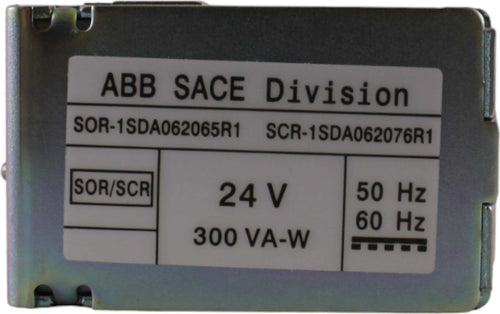 ABB SACE Division
SOR-1SDA062065R1 SCR-1SDA062076R1
SOR/SCR
24 V
300 VA-W
50 Hz
60 Hz